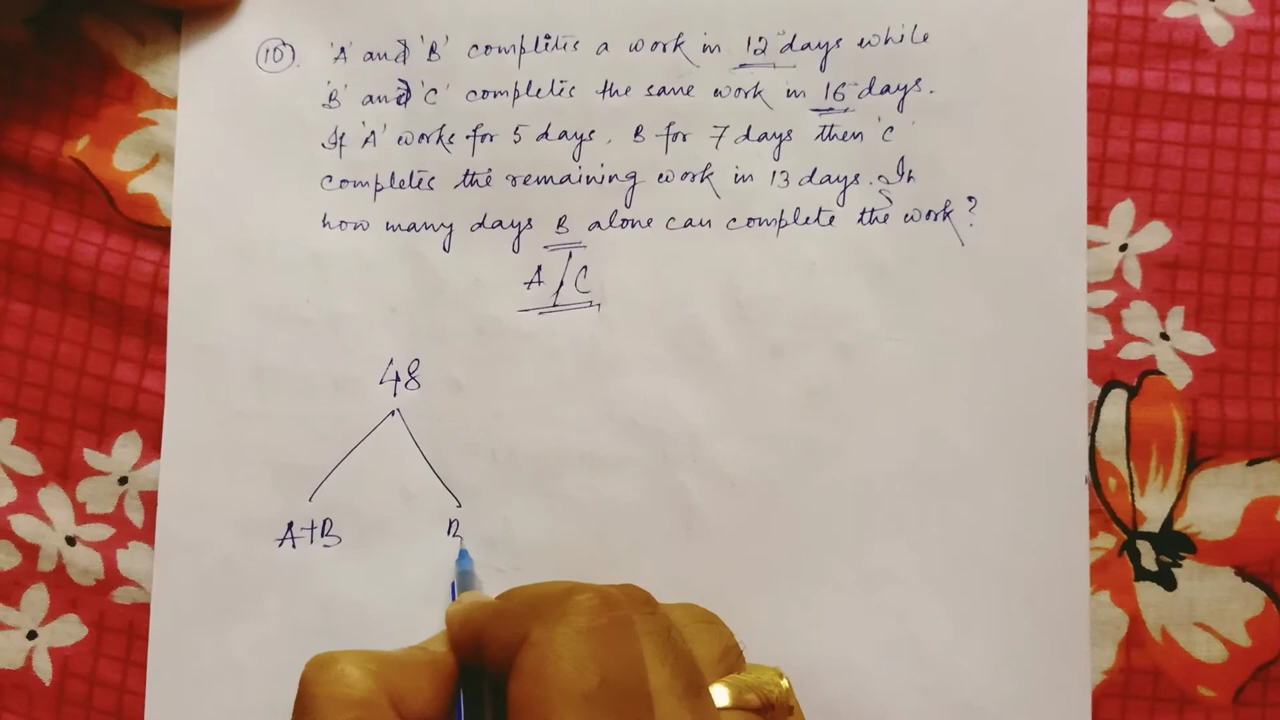 10) 'A' and 'B' complites a work in 12 days while
'B' and 'C' completes the same work in 16 days.
If 'A' works for 5 days, B for 7 days then 'C'
completes the remaining work in 13 days. In
how many days B alone can complete the work?
A / C
48
A+B B